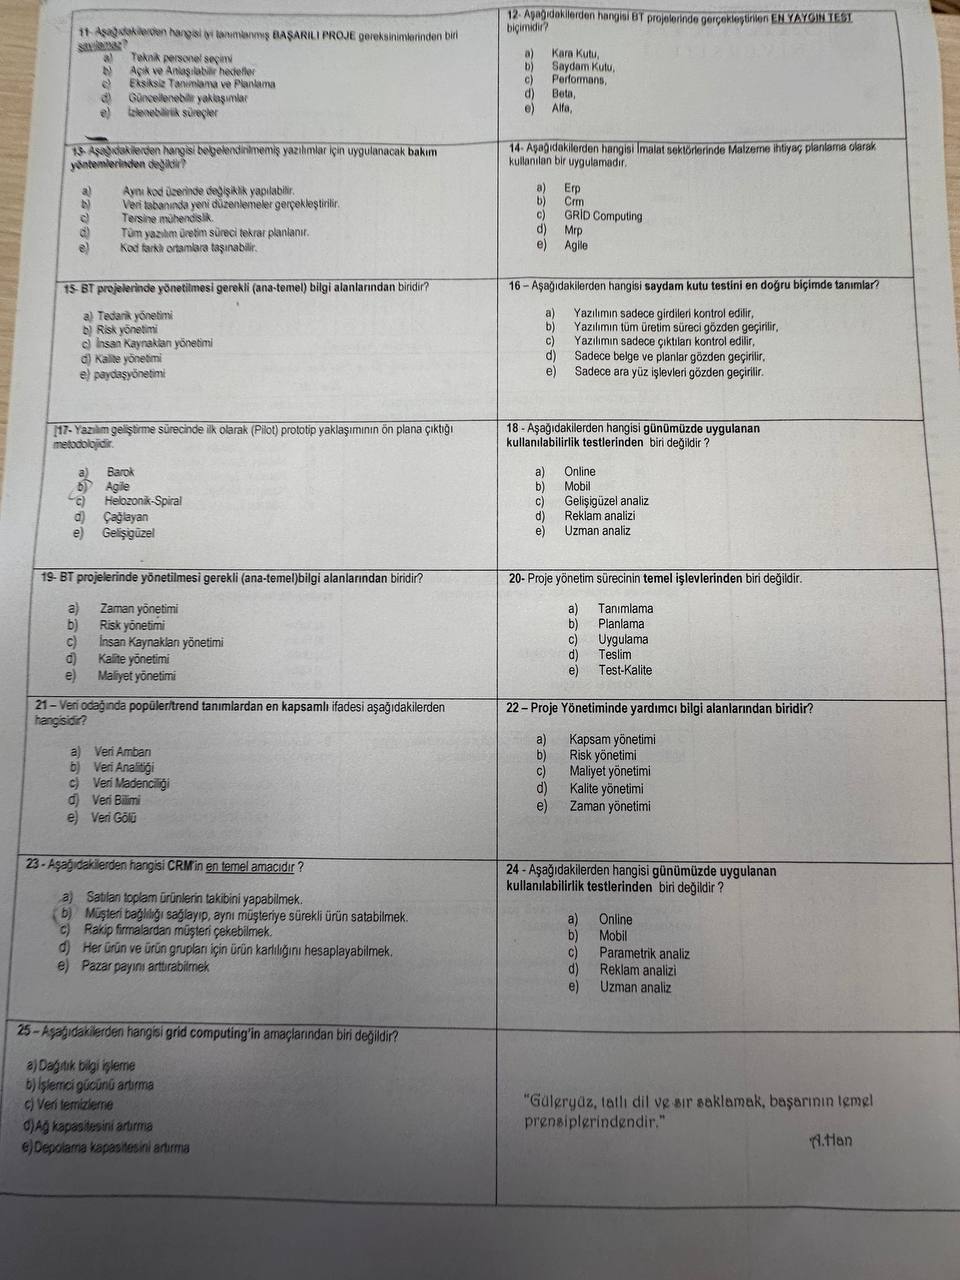 11- Aşağıdakilerden hangisi iyi tanımlanmış BAŞARILI PROJE gereksinimlerinden biri
sayılamaz?
a) Teknik personel seçimi
b) Açık ve Anlaşılabilir hedefler
c) Eksiksiz Tanımlama ve Planlama
d) Güncellenebilir yaklaşımlar
e) İzlenebilirlik süreçler
12- Aşağıdakilerden hangisi BT projelerinde gerçekleştirilen EN YAYGIN TEST
biçimidir?
a) Kara Kutu,
b) Saydam Kutu,
c) Performans,
d) Beta,
e) Alfa,
13- Aşağıdakilerden hangisi belgelendirilmemiş yazılımlar için uygulanacak bakım
yöntemlerinden değildir?
a) Aynı kod üzerinde değişiklik yapılabilir.
b) Veri tabanında yeni düzenlemeler gerçekleştirilir.
c) Tersine mühendislik.
d) Tüm yazılım üretim süreci tekrar planlanır.
e) Kod farklı ortamlara taşınabilir.
14- Aşağıdakilerden hangisi İmalat sektörlerinde Malzeme ihtiyaç planlama olarak
kullanılan bir uygulamadır.
a) Erp
b) Crm
c) GRİD Computing
d) Mrp
e) Agile
15- BT projelerinde yönetilmesi gerekli (ana-temel) bilgi alanlarından biridir?
a) Tedarik yönetimi
b) Risk yönetimi
c) İnsan Kaynakları yönetimi
d) Kalite yönetimi
e) paydaşyönetimi
16 – Aşağıdakilerden hangisi saydam kutu testini en doğru biçimde tanımlar?
a) Yazılımın sadece girdileri kontrol edilir,
b) Yazılımın tüm üretim süreci gözden geçirilir,
c) Yazılımın sadece çıktıları kontrol edilir,
d) Sadece belge ve planlar gözden geçirilir,
e) Sadece ara yüz işlevleri gözden geçirilir.
17- Yazılım geliştirme sürecinde ilk olarak (Pilot) prototip yaklaşımının ön plana çıktığı
metodolojidir.
a) Barok
b) Agile
c) Helozonik-Spiral
d) Çağlayan
e) Gelişigüzel
18 - Aşağıdakilerden hangisi günümüzde uygulanan
kullanılabilirlik testlerinden biri değildir ?
a) Online
b) Mobil
c) Gelişigüzel analiz
d) Reklam analizi
e) Uzman analiz
19- BT projelerinde yönetilmesi gerekli (ana-temel)bilgi alanlarından biridir?
a) Zaman yönetimi
b) Risk yönetimi
c) İnsan Kaynakları yönetimi
d) Kalite yönetimi
e) Maliyet yönetimi
20- Proje yönetim sürecinin temel işlevlerinden biri değildir.
a) Tanımlama
b) Planlama
c) Uygulama
d) Teslim
e) Test-Kalite
21 – Veri odağında popüler/trend tanımlardan en kapsamlı ifadesi aşağıdakilerden
hangisidir?
a) Veri Ambarı
b) Veri Analitiği
c) Veri Madenciliği
d) Veri Bilimi
e) Veri Gölü
22 – Proje Yönetiminde yardımcı bilgi alanlarından biridir?
a) Kapsam yönetimi
b) Risk yönetimi
c) Maliyet yönetimi
d) Kalite yönetimi
e) Zaman yönetimi
23 - Aşağıdakilerden hangisi CRM'in en temel amacıdır ?
a) Satılan toplam ürünlerin takibini yapabilmek.
b) Müşteri bağlılığı sağlayıp, aynı müşteriye sürekli ürün satabilmek.
c) Rakip firmalardan müşteri çekebilmek.
d) Her ürün ve ürün grupları için ürün karlılığını hesaplayabilmek.
e) Pazar payını arttırabilmek
24 - Aşağıdakilerden hangisi günümüzde uygulanan
kullanılabilirlik testlerinden biri değildir ?
a) Online
b) Mobil
c) Parametrik analiz
d) Reklam analizi
e) Uzman analiz
25 – Aşağıdakilerden hangisi grid computing'in amaçlarından biri değildir?
a) Dağıtık bilgi işleme
b) İşlemci gücünü artırma
c) Veri temizleme
d) Ağ kapasitesini artırma
e) Depolama kapasitesini artırma
"Güleryüz, tatlı dil ve sır saklamak, başarının temel
prensiplerindendir."
A.Han